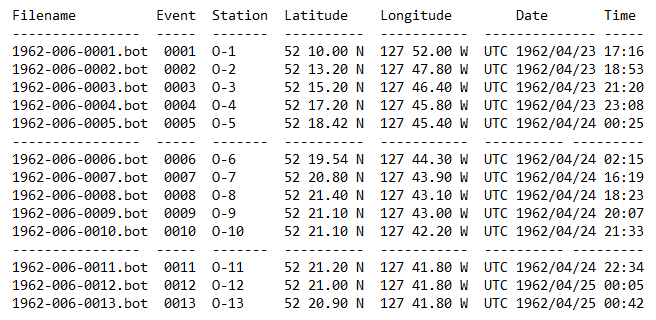 Filename          Event  Station  Latitude    Longitude        Date       Time
----------------  -----  -------  ----------  -----------  -------------- -----
1962-006-0001.bot  0001  O-1      52 10.00 N  127 52.00 W  UTC 1962/04/23 17:16
1962-006-0002.bot  0002  O-2      52 13.20 N  127 47.80 W  UTC 1962/04/23 18:53
1962-006-0003.bot  0003  O-3      52 15.20 N  127 46.40 W  UTC 1962/04/23 21:20
1962-006-0004.bot  0004  O-4      52 17.20 N  127 45.80 W  UTC 1962/04/23 23:08
1962-006-0005.bot  0005  O-5      52 18.42 N  127 45.40 W  UTC 1962/04/24 00:25
----------------  -----  -------  ----------  -----------  -------------- -----
1962-006-0006.bot  0006  O-6      52 19.54 N  127 44.30 W  UTC 1962/04/24 02:15
1962-006-0007.bot  0007  O-7      52 20.80 N  127 43.90 W  UTC 1962/04/24 16:19
1962-006-0008.bot  0008  O-8      52 21.40 N  127 43.10 W  UTC 1962/04/24 18:23
1962-006-0009.bot  0009  O-9      52 21.10 N  127 43.00 W  UTC 1962/04/24 20:07
1962-006-0010.bot  0010  O-10     52 21.10 N  127 42.20 W  UTC 1962/04/24 21:33
----------------  -----  -------  ----------  -----------  -------------- -----
1962-006-0011.bot  0011  O-11     52 21.20 N  127 41.80 W  UTC 1962/04/24 22:34
1962-006-0012.bot  0012  O-12     52 21.00 N  127 41.80 W  UTC 1962/04/25 00:05
1962-006-0013.bot  0013  O-13     52 20.90 N  127 41.80 W  UTC 1962/04/25 00:42